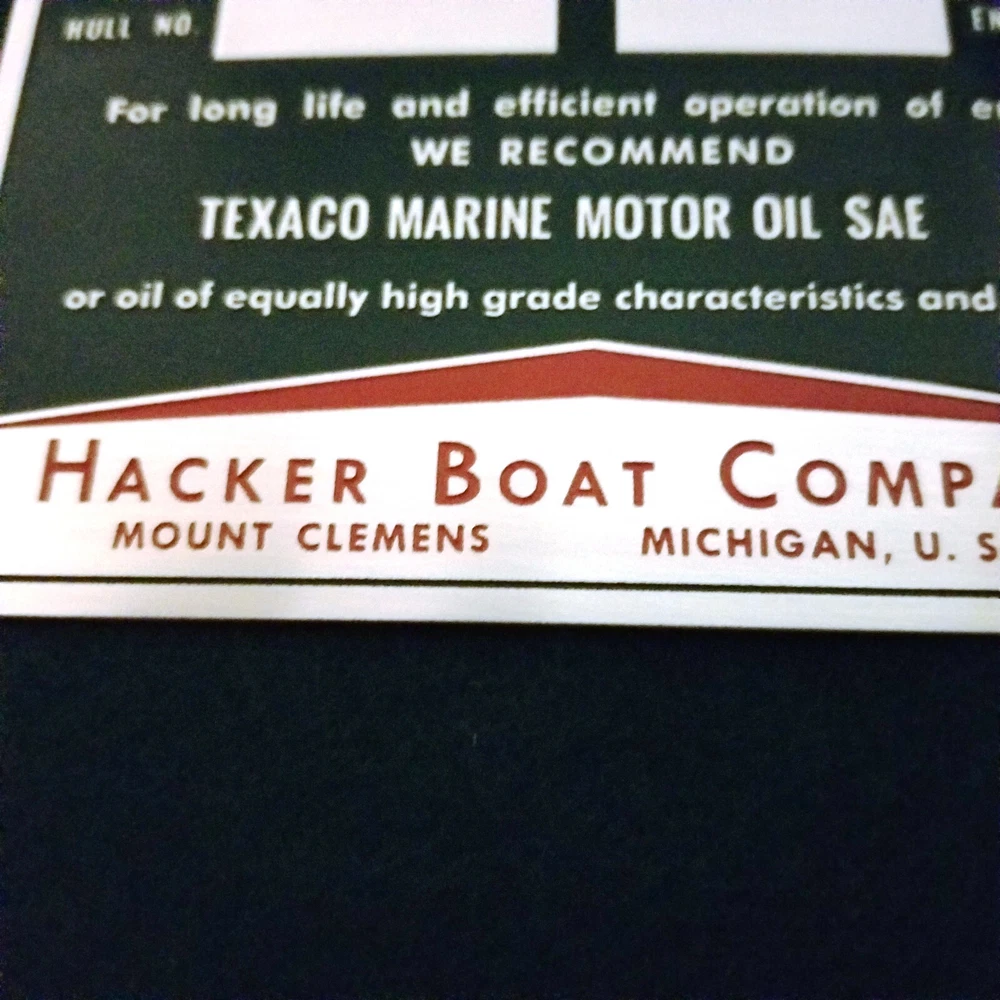 HULL NO.
For long life and efficient operation of
WE RECOMMEND
TEXACO MARINE MOTOR OIL SAE
or oil of equally high grade characteristics and
HACKER BOAT COMPA
MOUNT CLEMENS MICHIGAN, U. S